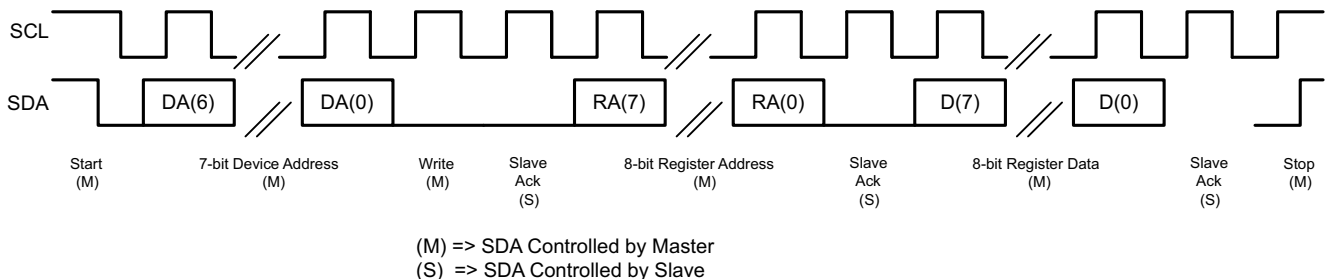 SCL
SDA
DA(6)
DA(0)
RA(7)
RA(0)
D(7)
D(0)
Start
(M)
7-bit Device Address
(M)
Write
(M)
Slave
Ack
(S)
8-bit Register Address
(M)
Slave
Ack
(S)
8-bit Register Data
(M)
Slave
Ack
(S)
Stop
(M)
(M) => SDA Controlled by Master
(S) => SDA Controlled by Slave